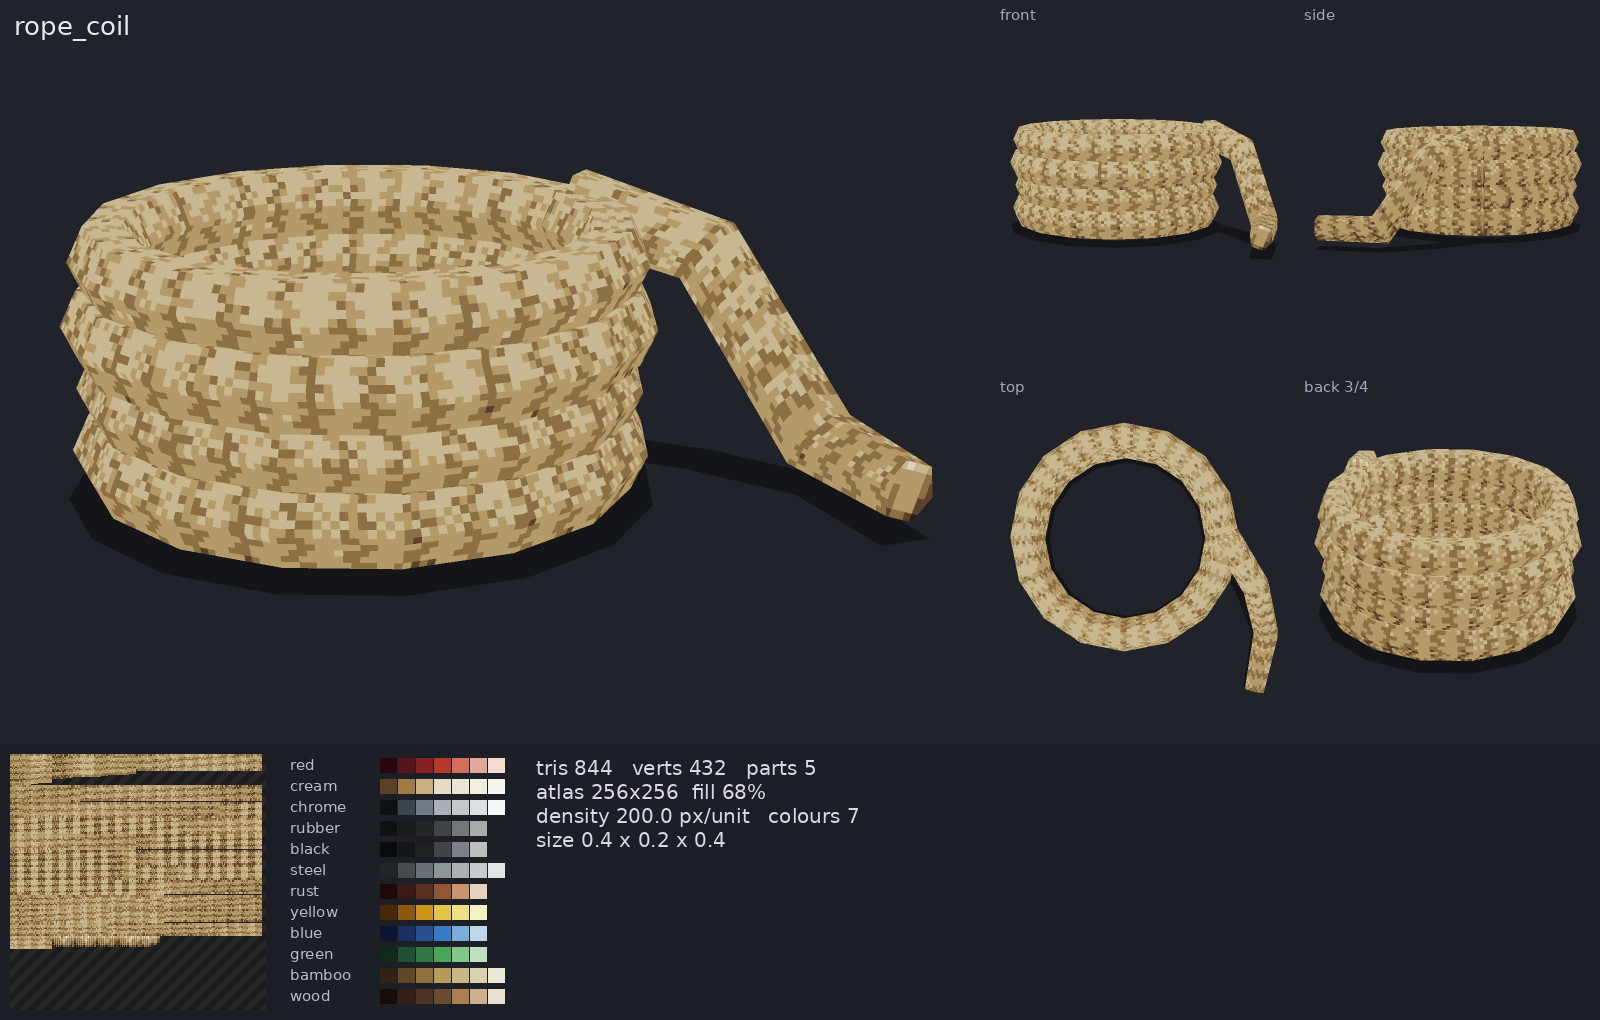 rope_coil
front
side
top
back 3/4
red
cream
chrome
rubber
black
steel
rust
yellow
blue
green
bamboo
wood
tris 844 verts 432 parts 5
atlas 256x256 fill 68%
density 200.0 px/unit colours 7
size 0.4 x 0.2 x 0.4